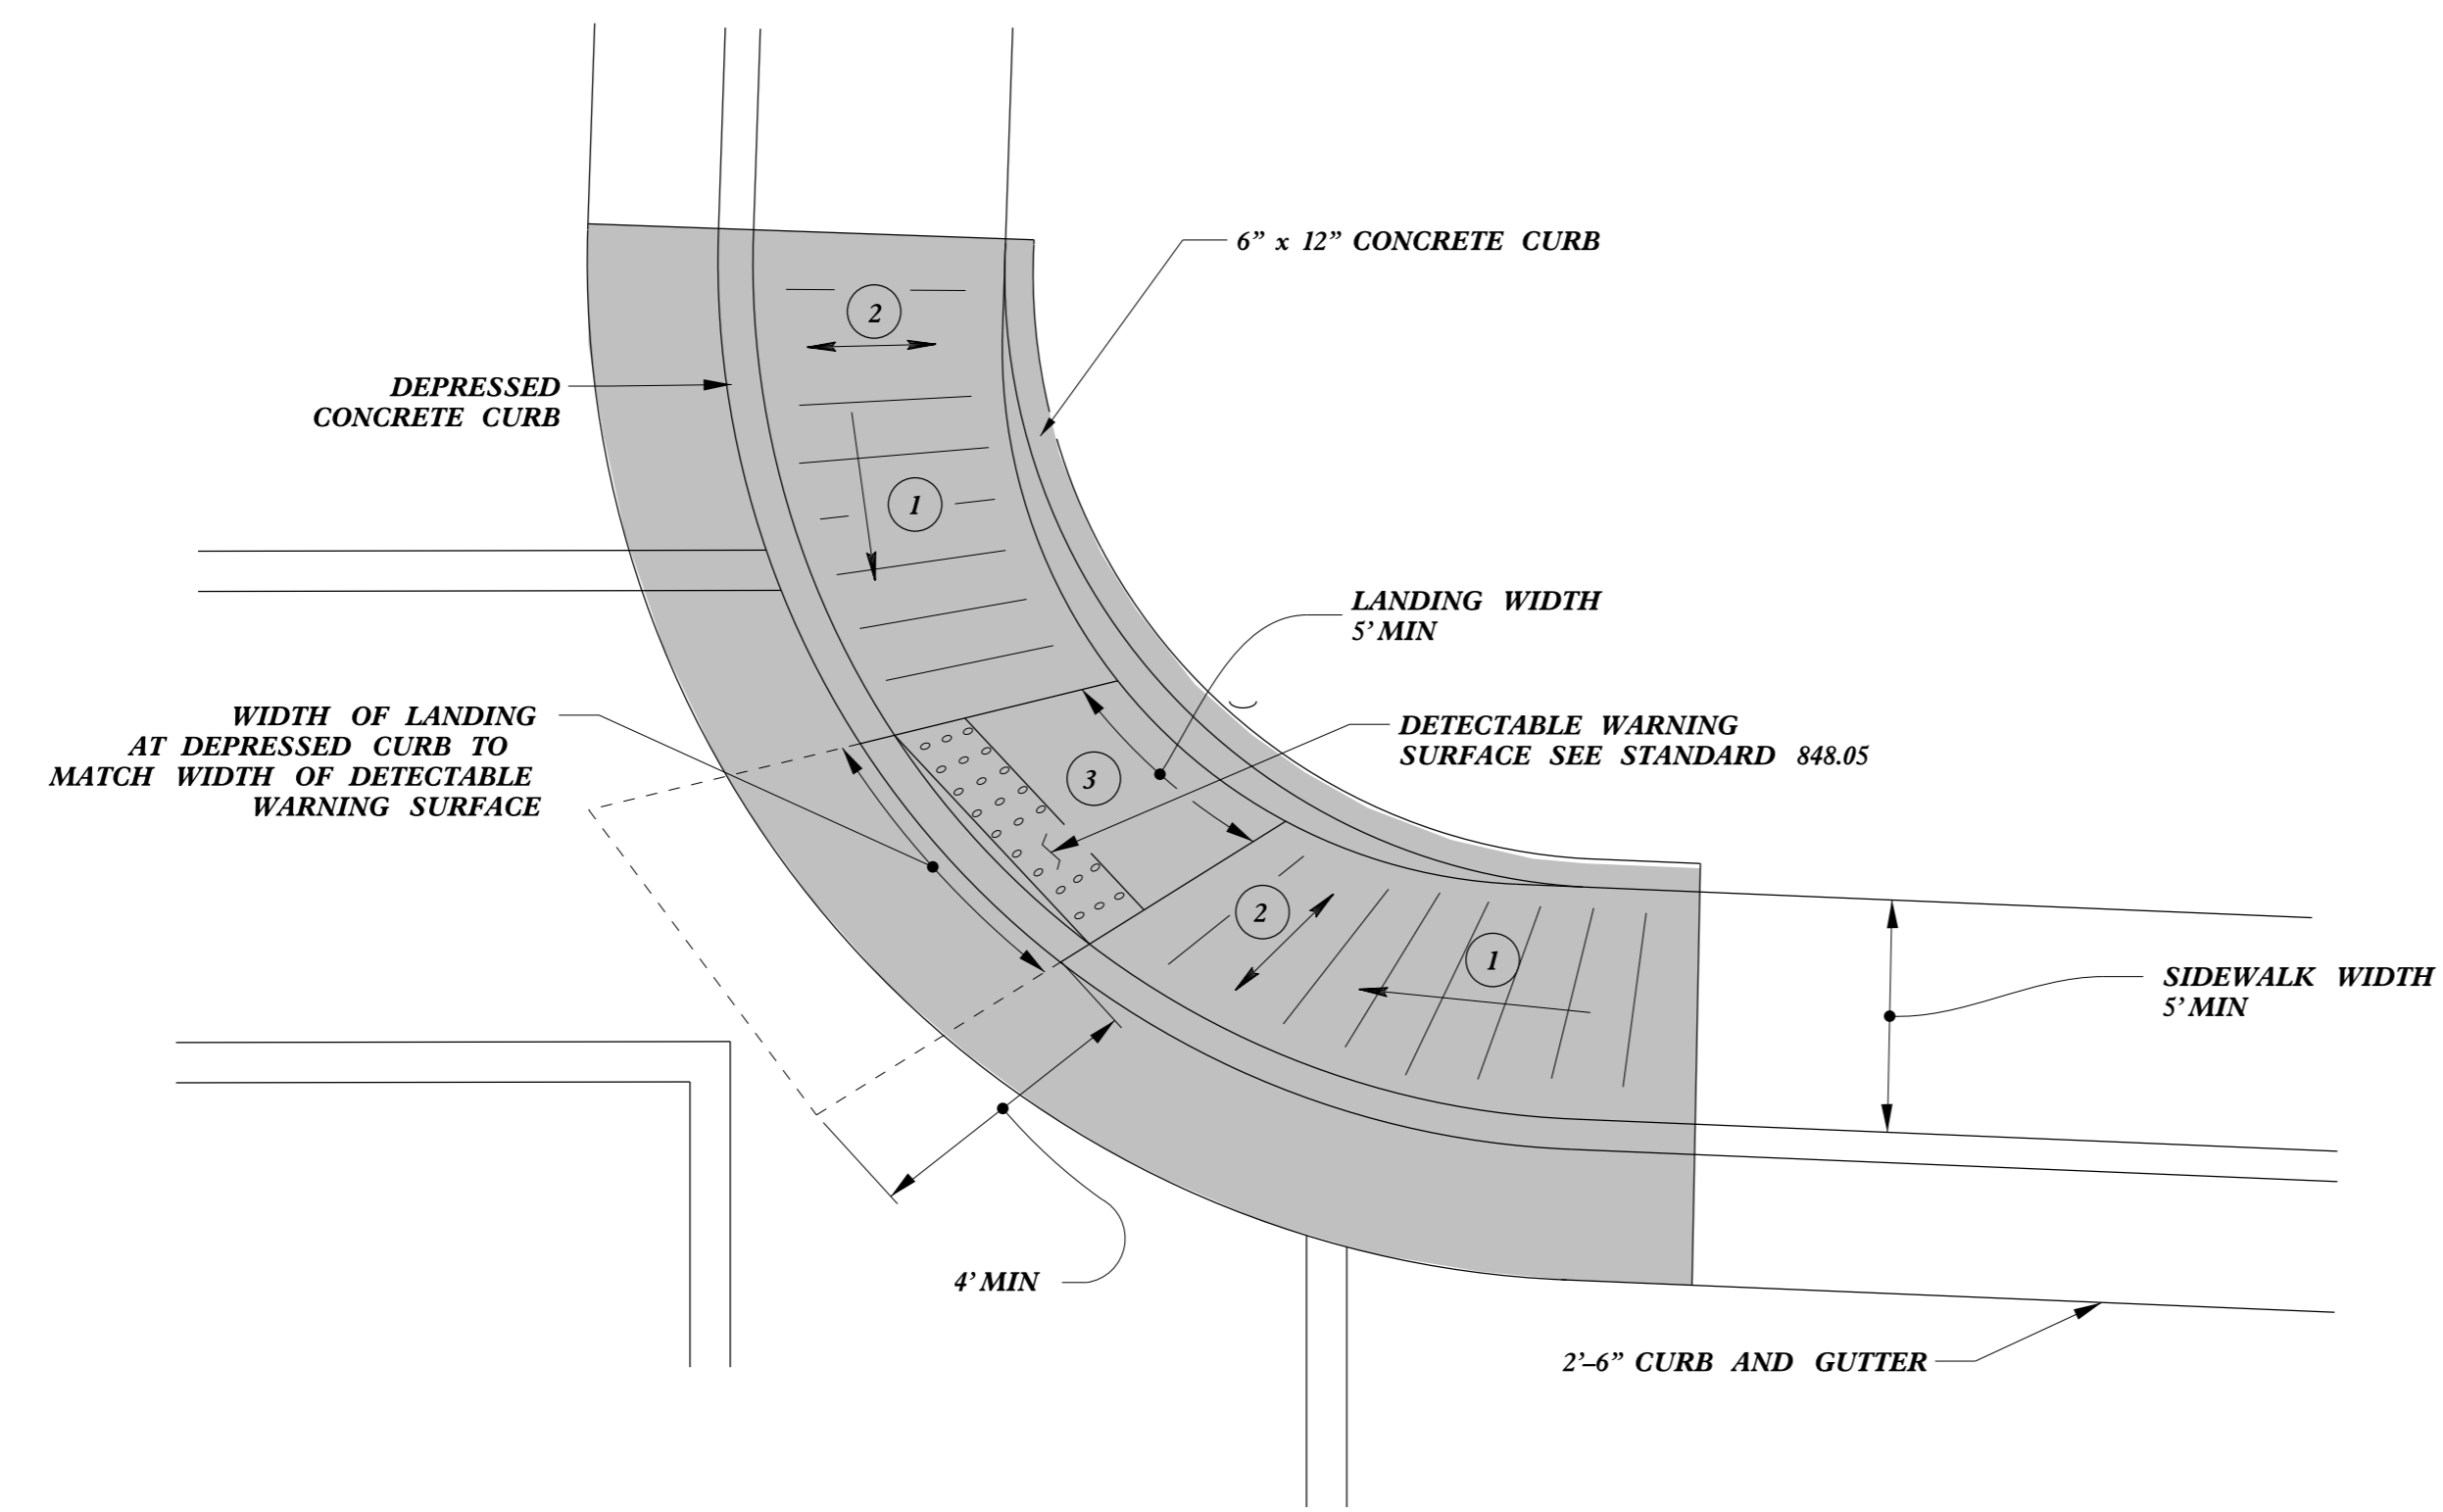 6” x 12” CONCRETE CURB
2
DEPRESSED
CONCRETE CURB
1
LANDING WIDTH
5’ MIN
WIDTH OF LANDING
AT DEPRESSED CURB TO
MATCH WIDTH OF DETECTABLE
WARNING SURFACE
DETECTABLE WARNING
SURFACE SEE STANDARD 848.05
3
2
1
SIDEWALK WIDTH
5’ MIN
4’ MIN
2’–6” CURB AND GUTTER